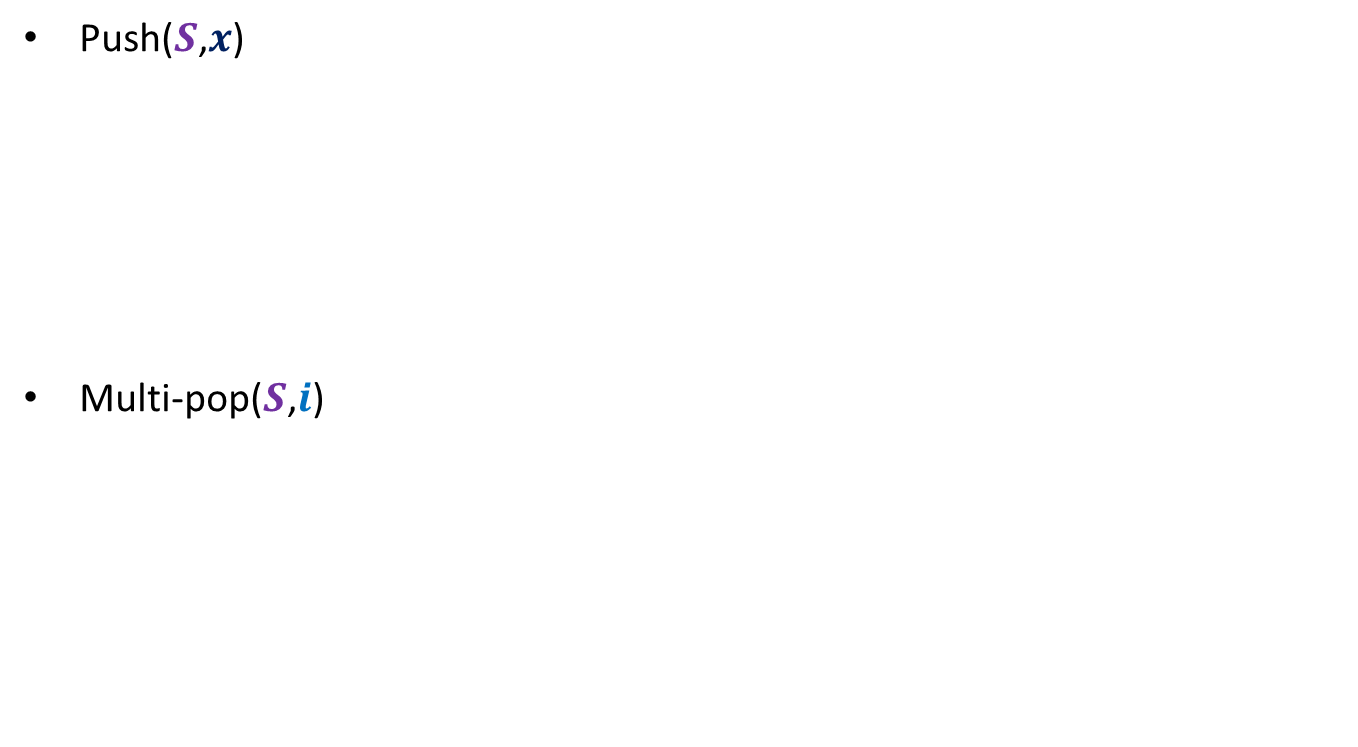 • Push(S,x)
• Multi-pop(S,i)